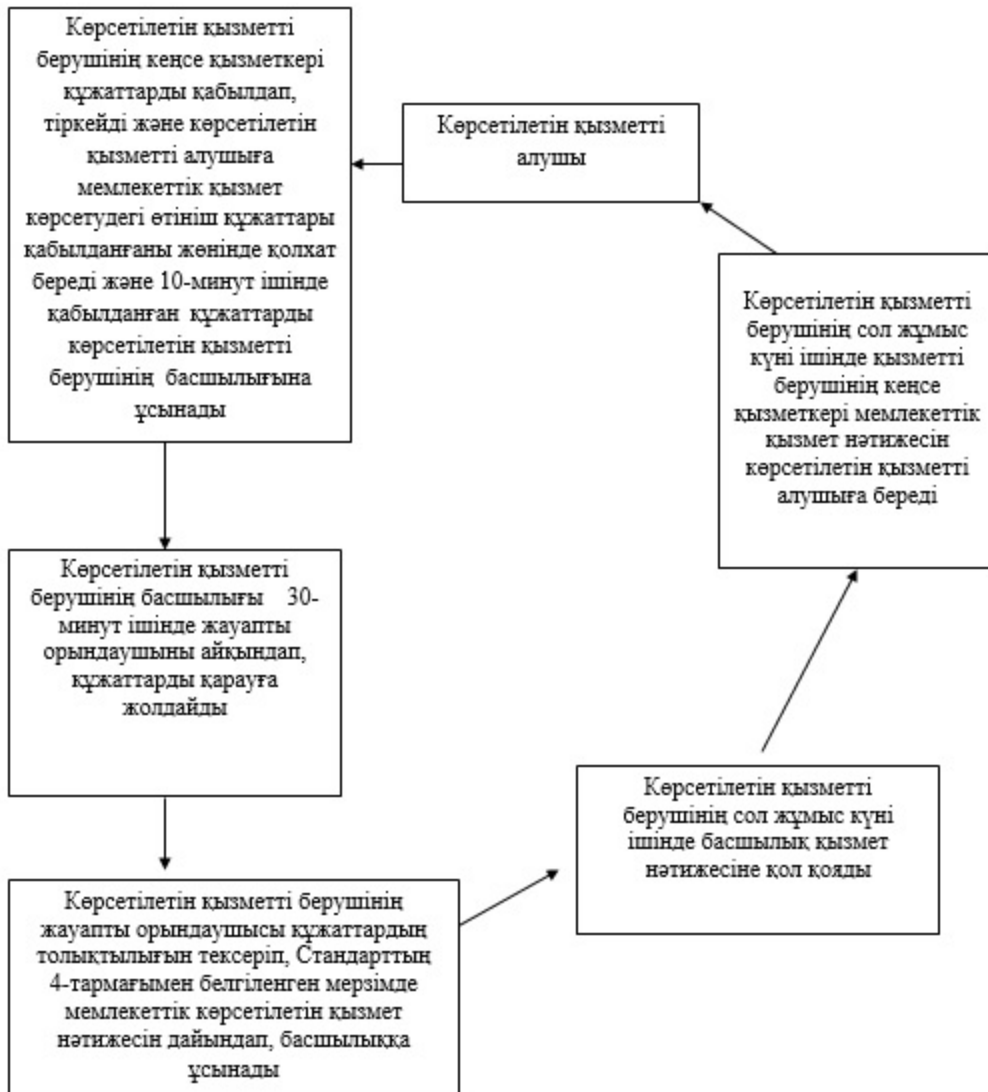 Көрсетілетін қызметті
берушінің кеңсе қызметкері
құжаттарды қабылдап,
тіркейді және көрсетілетін
қызметті алушыға
мемлекеттік қызмет
көрсетудегі өтініш құжаттары
қабылданғаны жөнінде қолхат
береді және 10-минут ішінде
қабылданған құжаттарды
көрсетілетін қызметті
берушінің басшылығына
ұсынады
Көрсетілетін қызметті
алушы
Көрсетілетін қызметті
берушінің сол жұмыс
күні ішінде қызметті
берушінің кеңсе
қызметкері мемлекеттік
қызмет нәтижесін
көрсетілетін қызметті
алушыға береді
Көрсетілетін қызметті
берушінің басшылығы 30-
минут ішінде жауапты
орындаушыны айқындап,
құжаттарды қарауға
жолдайды
Көрсетілетін қызметті
берушінің сол жұмыс күні
ішінде басшылық қызмет
нәтижесіне қол қояды
Көрсетілетін қызметті берушінің
жауапты орындаушысы құжаттардың
толықтылығын тексеріп, Стандарттың
4-тармағымен белгіленген мерзімде
мемлекеттік көрсетілетін қызмет
нәтижесін дайындап, басшылыққа
ұсынады